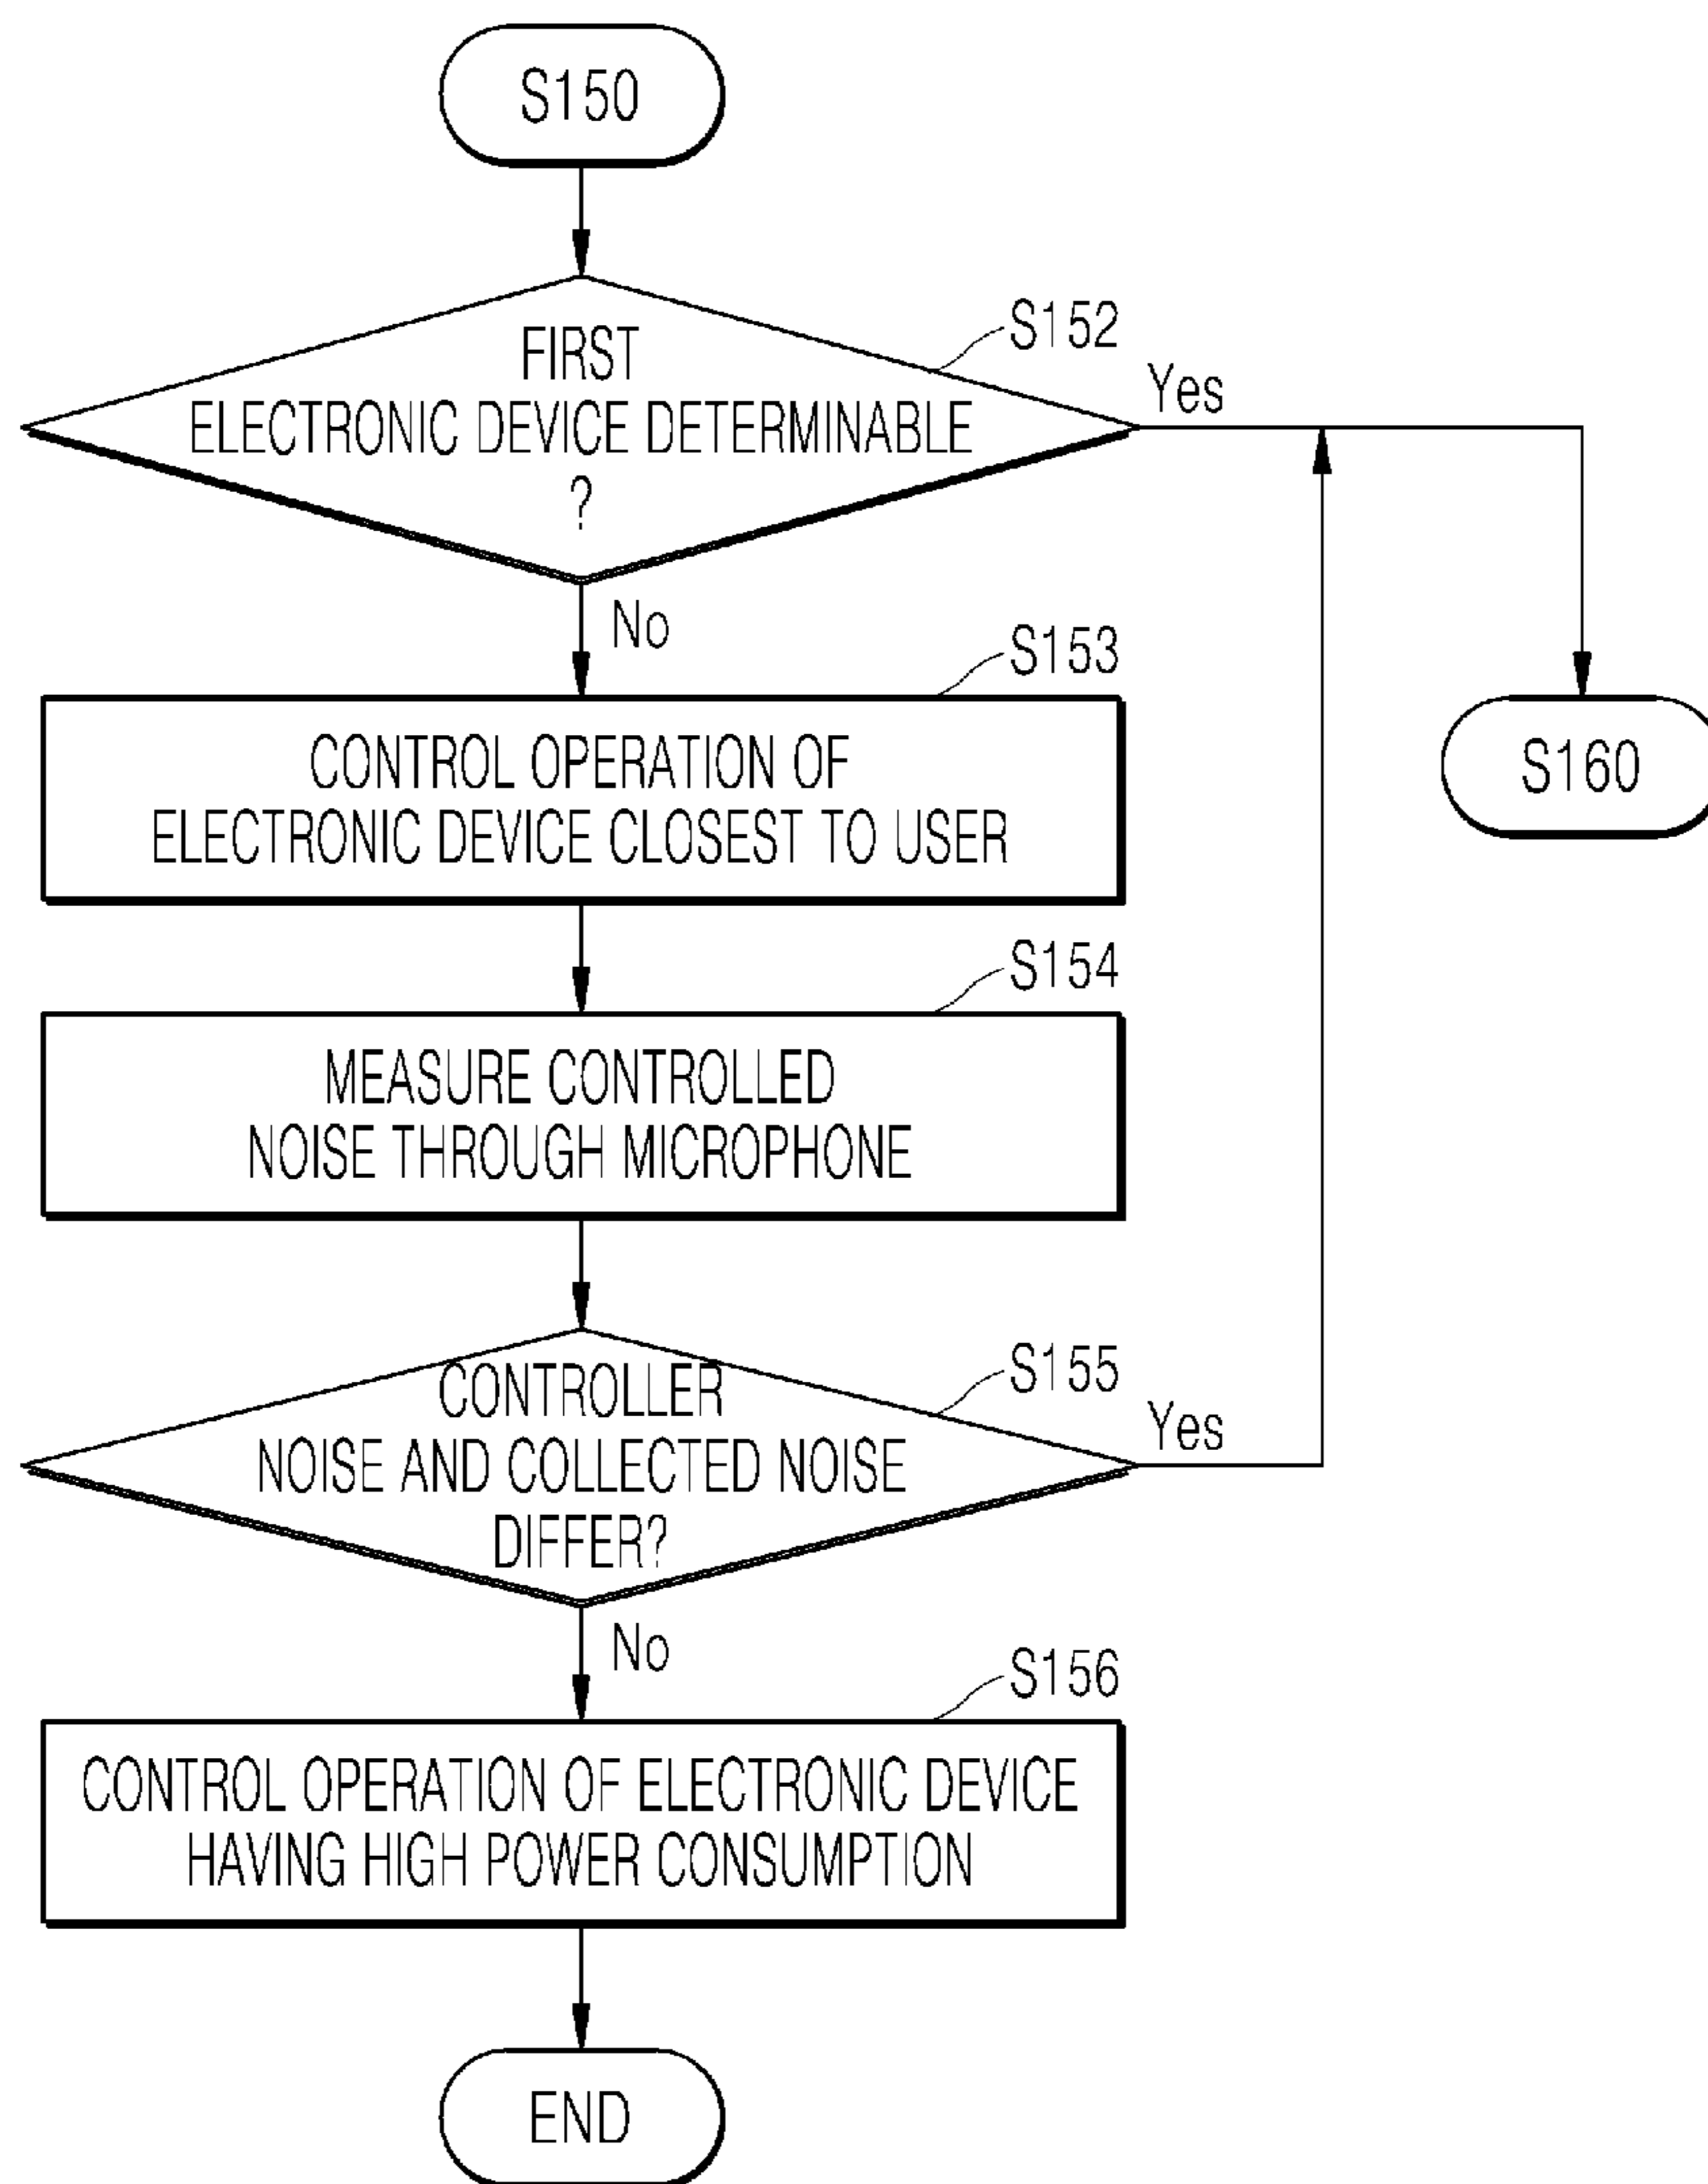 S150
S152
FIRST
ELECTRONIC DEVICE DETERMINABLE
?
Yes
No
S153
CONTROL OPERATION OF
ELECTRONIC DEVICE CLOSEST TO USER
S160
S154
MEASURE CONTROLLED
NOISE THROUGH MICROPHONE
S155
CONTROLLER
NOISE AND COLLECTED NOISE
DIFFER?
Yes
No
S156
CONTROL OPERATION OF ELECTRONIC DEVICE
HAVING HIGH POWER CONSUMPTION
END